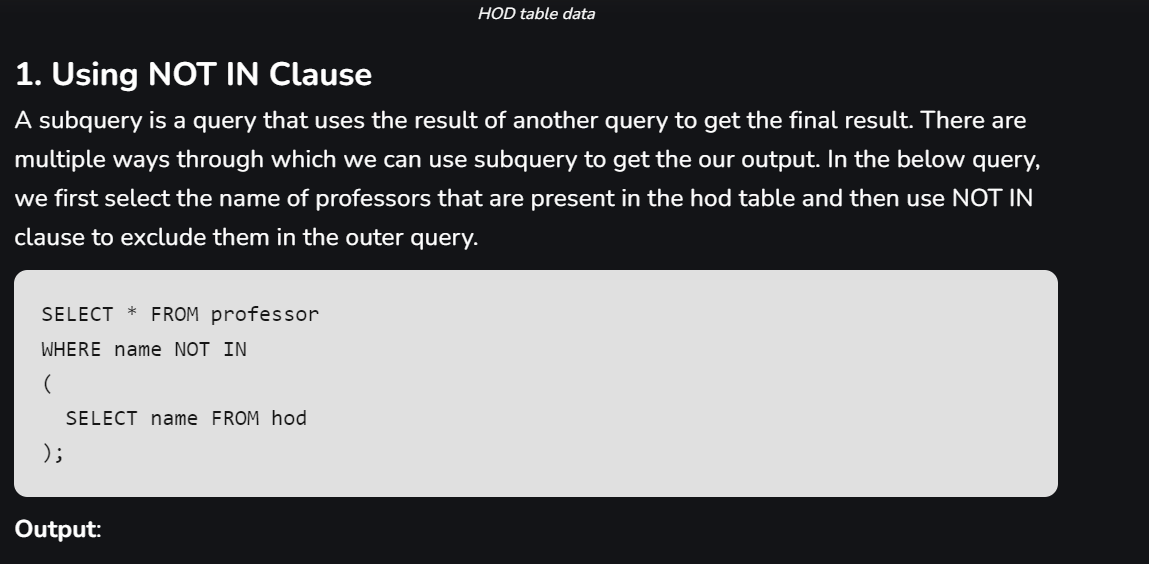 HOD table data
1. Using NOT IN Clause
A subquery is a query that uses the result of another query to get the final result. There are
multiple ways through which we can use subquery to get the our output. In the below query,
we first select the name of professors that are present in the hod table and then use NOT IN
clause to exclude them in the outer query.
SELECT * FROM professor
WHERE name NOT IN
(
  SELECT name FROM hod
);
Output: